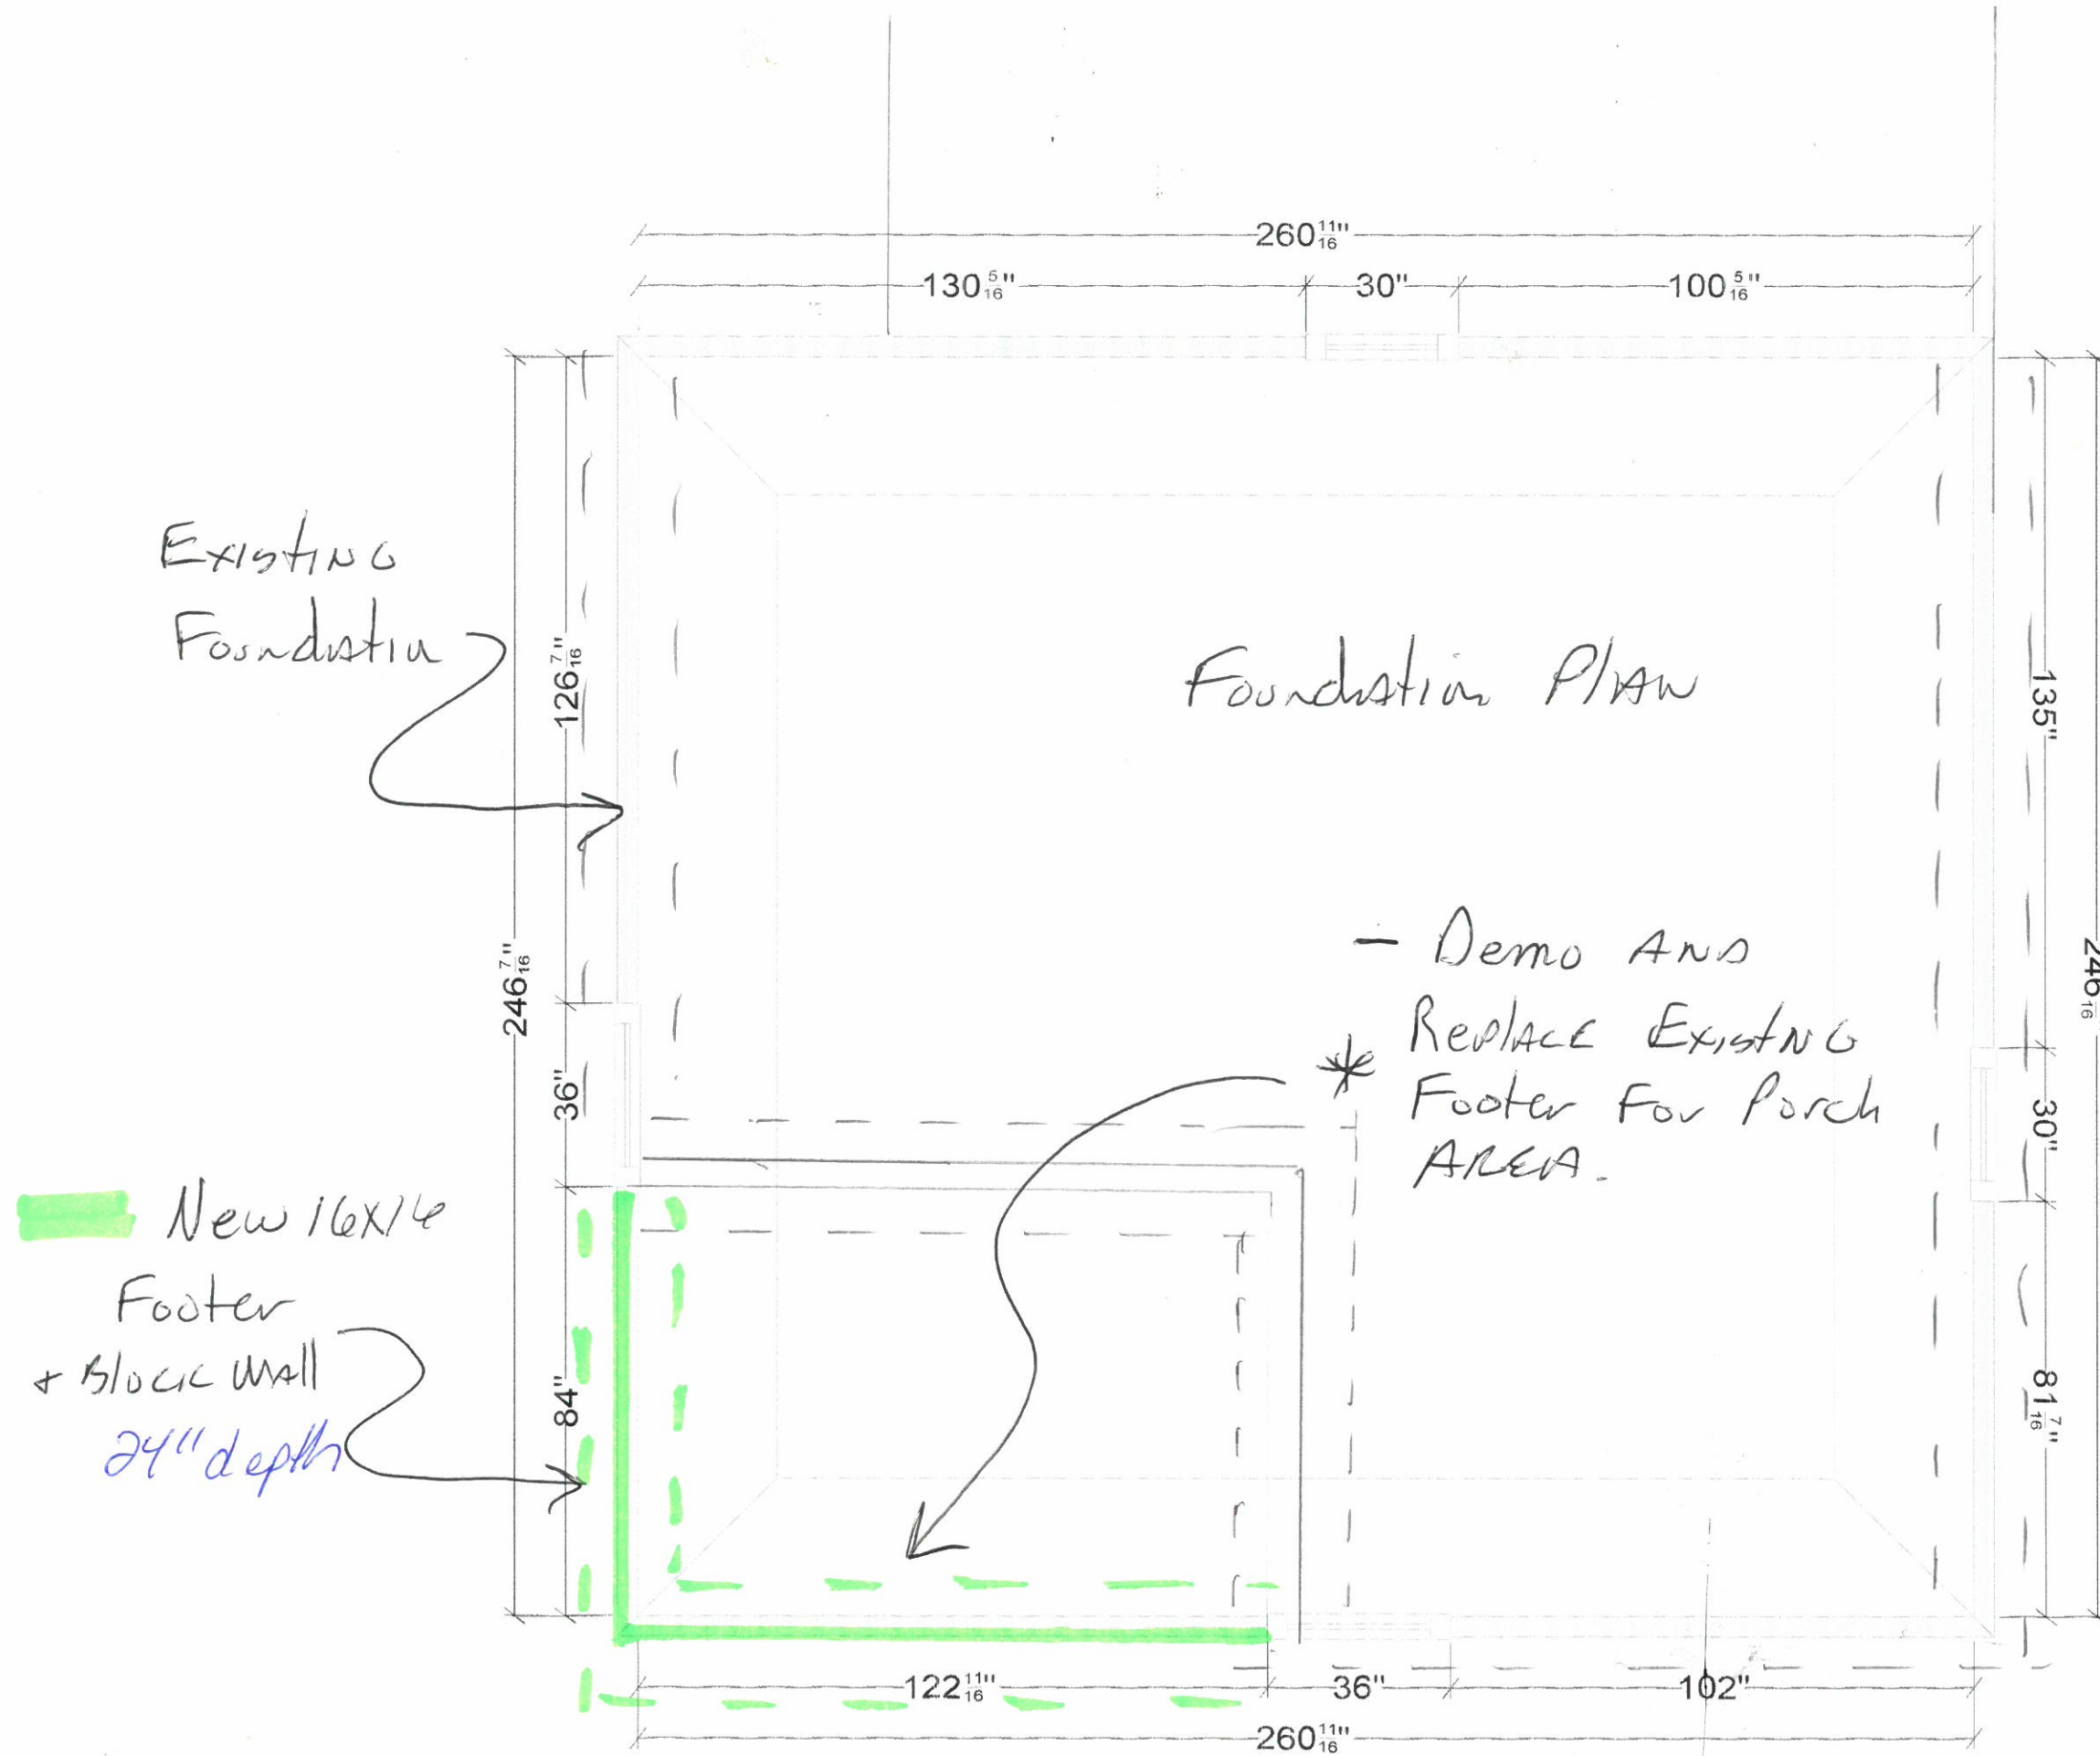 260 11/16"
130 5/16" 30" 100 5/16"
Existing
Foundation
126 7/16"
246 7/16"
36"
84"
Foundation Plan
135"
30"
81 7/16"
- Demo AND
* Replace Existng
Footer For Porch
AREA.
New 16x16
Footer
+ Block Wall
24" depth
122 11/16" 36" 102"
260 11/16"